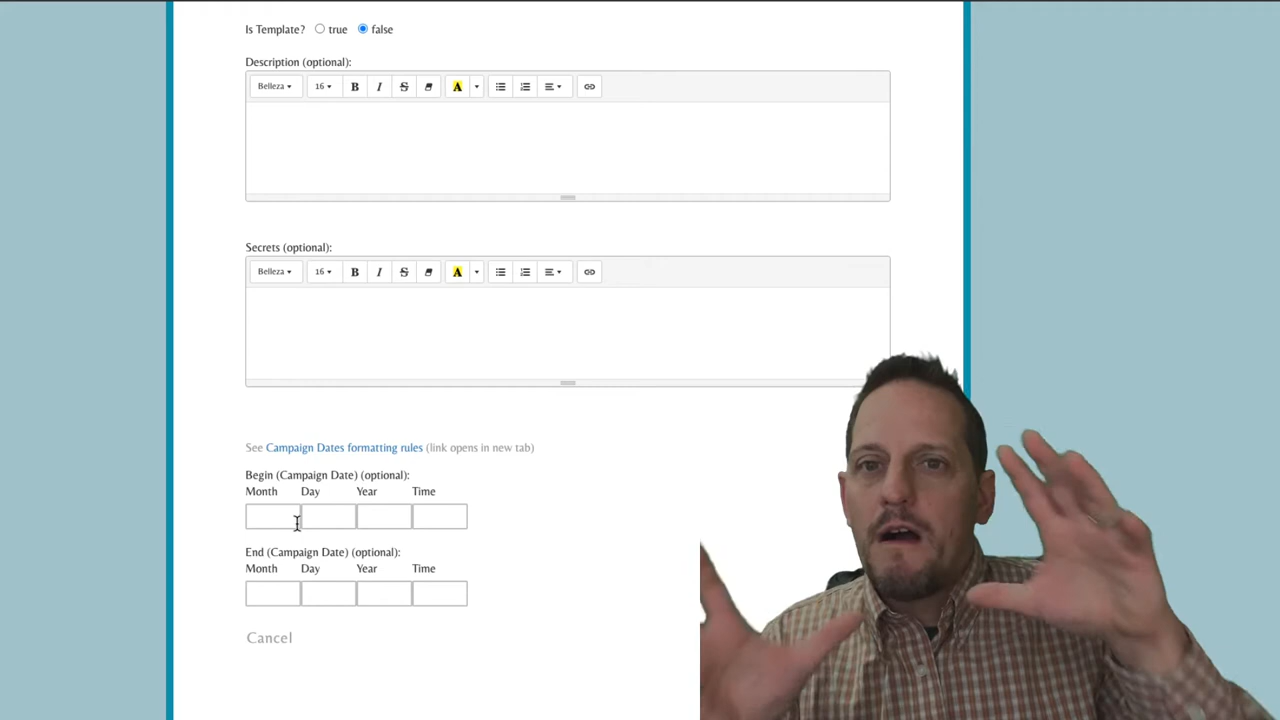 Is Template? true false
Description (optional):
Belleza 16 B I S A
Secrets (optional):
Belleza 16 B I S A
See Campaign Dates formatting rules (link opens in new tab)
Begin (Campaign Date) (optional):
Month Day Year Time
End (Campaign Date) (optional):
Month Day Year Time
Cancel